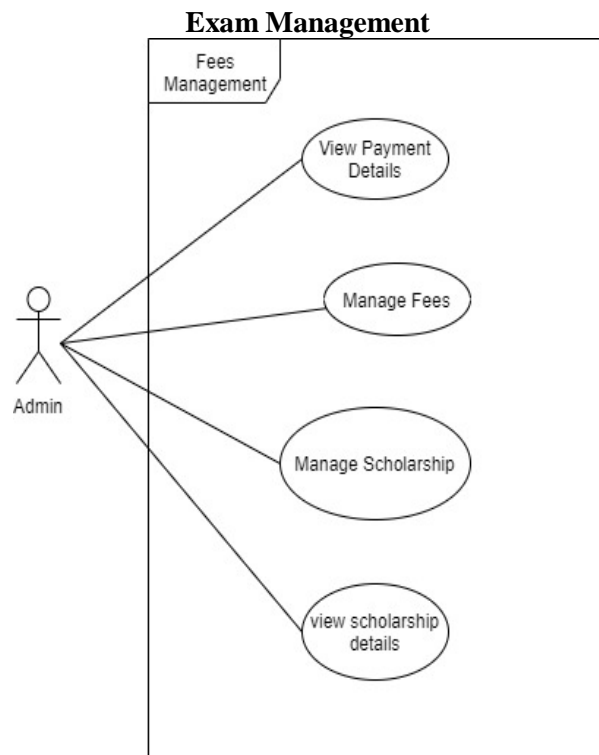 Exam Management
Fees
Management
View Payment
Details
Manage Fees
Admin
Manage Scholarship
view scholarship
details